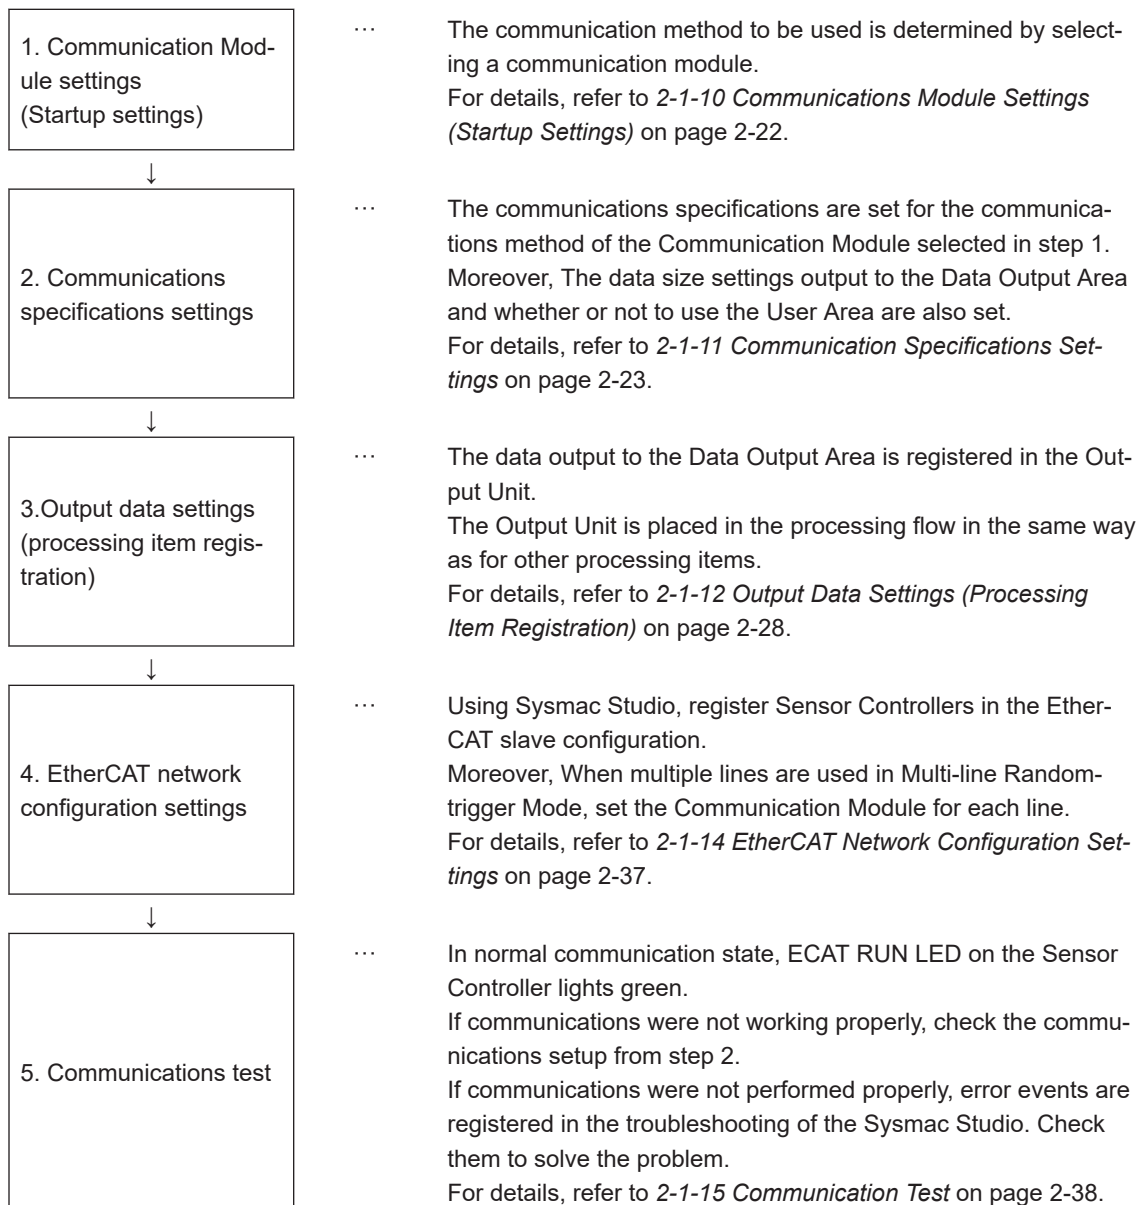 1. Communication Mod-
ule settings
(Startup settings)
… The communication method to be used is determined by select-
ing a communication module.
For details, refer to 2-1-10 Communications Module Settings
(Startup Settings) on page 2-22.
↓
2. Communications
specifications settings
… The communications specifications are set for the communica-
tions method of the Communication Module selected in step 1.
Moreover, The data size settings output to the Data Output Area
and whether or not to use the User Area are also set.
For details, refer to 2-1-11 Communication Specifications Set-
tings on page 2-23.
↓
3.Output data settings
(processing item regis-
tration)
… The data output to the Data Output Area is registered in the Out-
put Unit.
The Output Unit is placed in the processing flow in the same way
as for other processing items.
For details, refer to 2-1-12 Output Data Settings (Processing
Item Registration) on page 2-28.
↓
4. EtherCAT network
configuration settings
… Using Sysmac Studio, register Sensor Controllers in the Ether-
CAT slave configuration.
Moreover, When multiple lines are used in Multi-line Random-
trigger Mode, set the Communication Module for each line.
For details, refer to 2-1-14 EtherCAT Network Configuration Set-
tings on page 2-37.
↓
5. Communications test
… In normal communication state, ECAT RUN LED on the Sensor
Controller lights green.
If communications were not working properly, check the commu-
nications setup from step 2.
If communications were not performed properly, error events are
registered in the troubleshooting of the Sysmac Studio. Check
them to solve the problem.
For details, refer to 2-1-15 Communication Test on page 2-38.